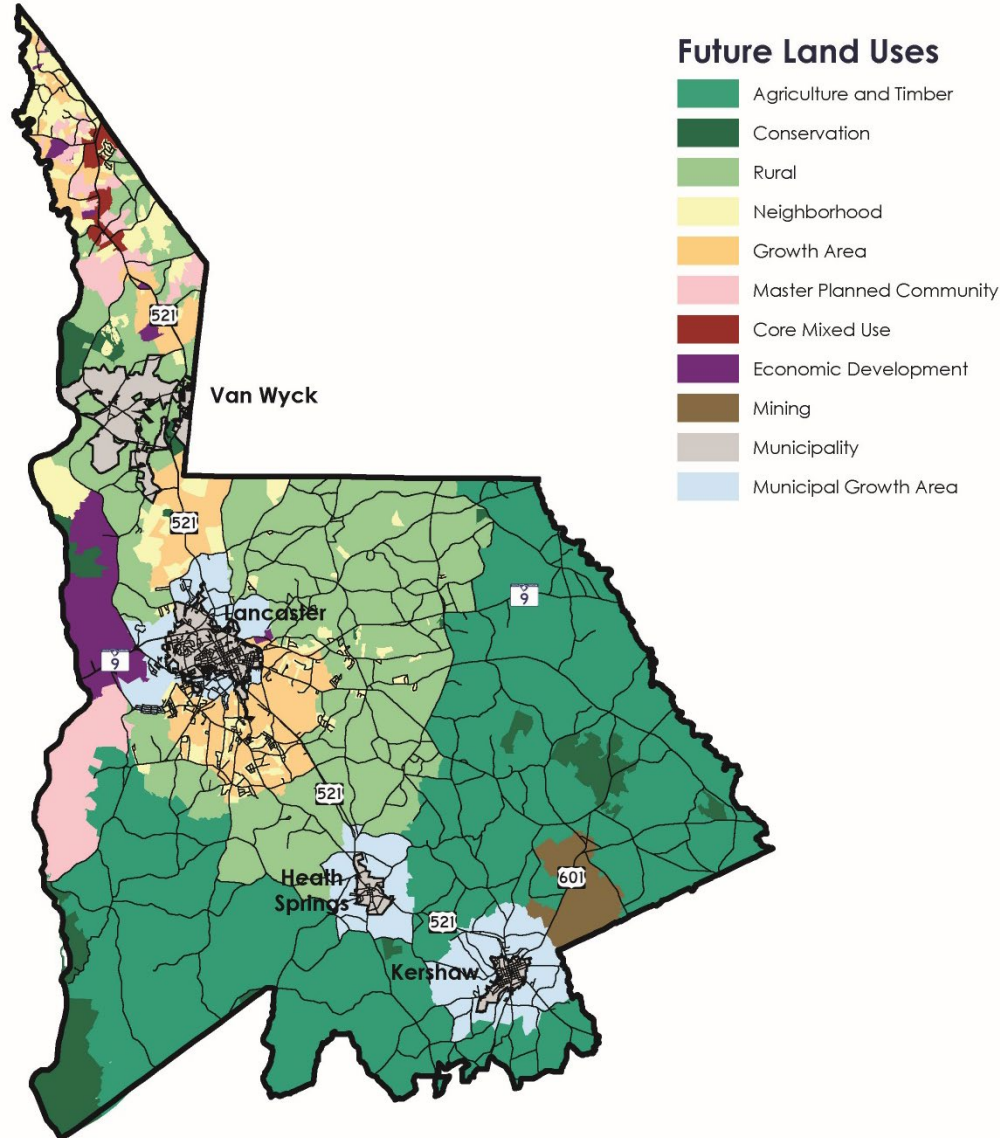 Future Land Uses
Agriculture and Timber
Conservation
Rural
Neighborhood
Growth Area
Master Planned Community
Core Mixed Use
Economic Development
Mining
Municipality
Municipal Growth Area
521
Van Wyck
521
9
Lancaster
9
521
601
Heath
Springs
521
Kershaw